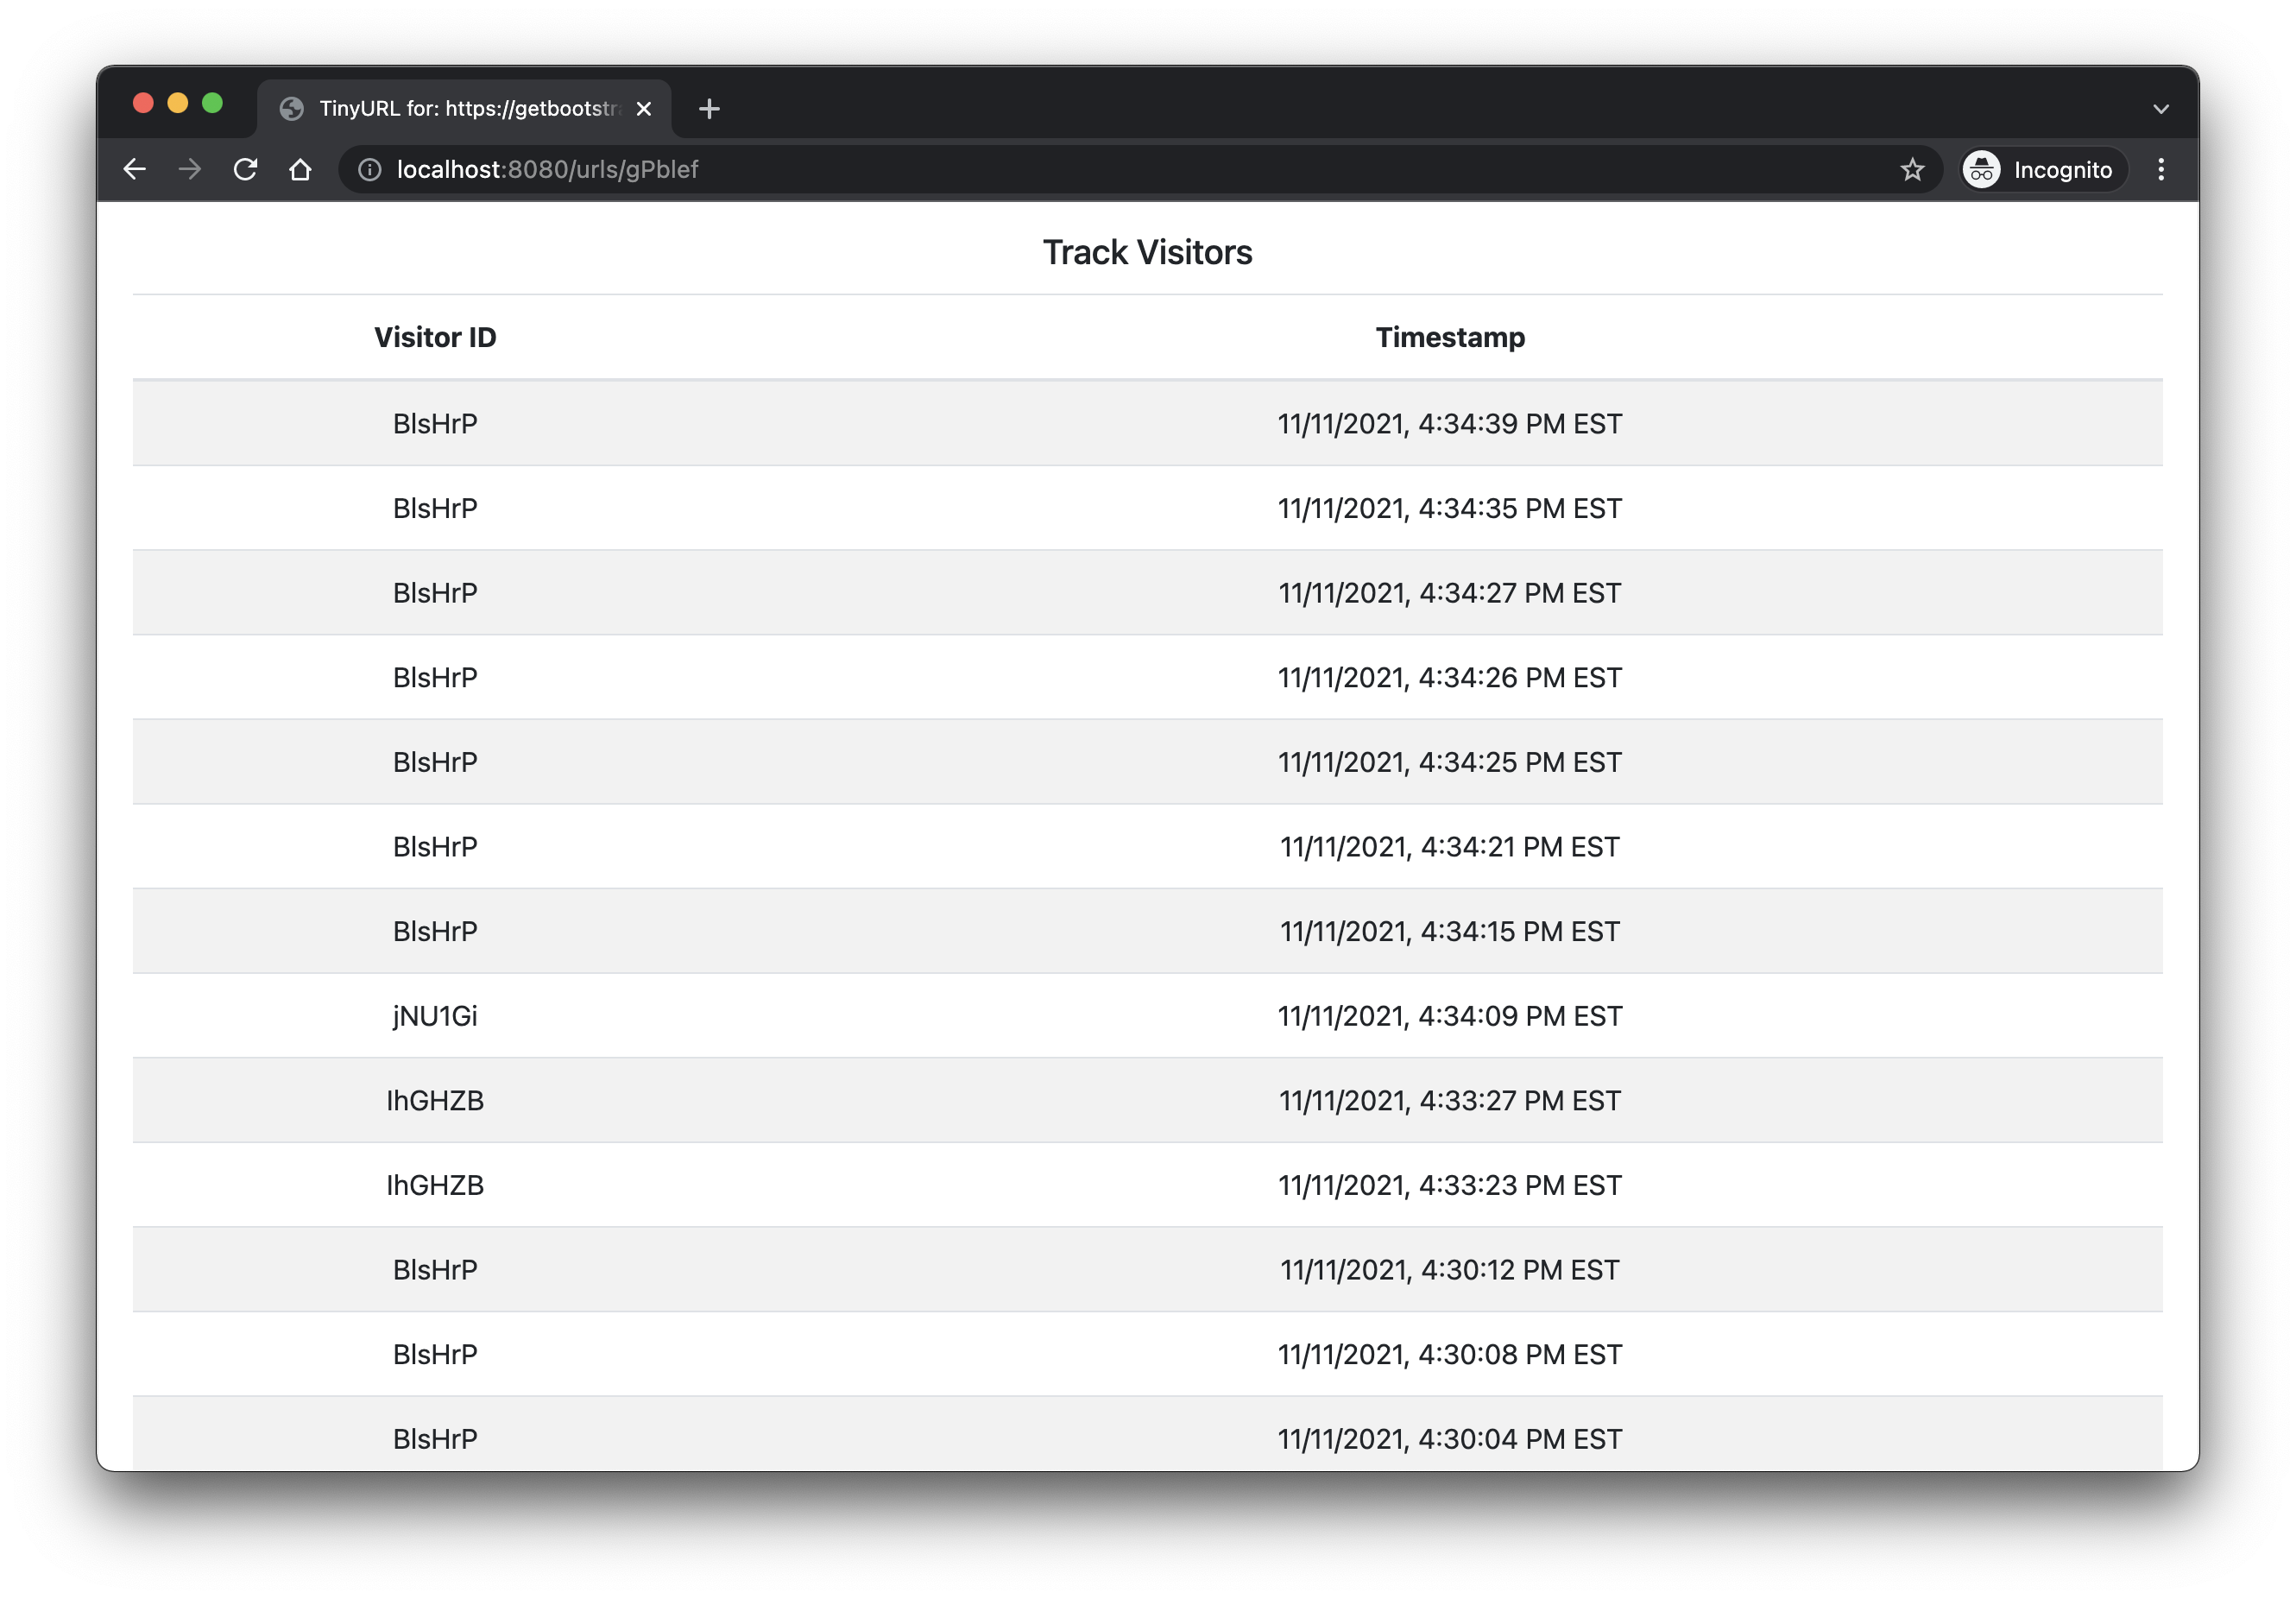 TinyURL for: https://getbootstra
localhost:8080/urls/gPblef
Incognito
Track Visitors
Visitor ID Timestamp
BlsHrP 11/11/2021, 4:34:39 PM EST
BlsHrP 11/11/2021, 4:34:35 PM EST
BlsHrP 11/11/2021, 4:34:27 PM EST
BlsHrP 11/11/2021, 4:34:26 PM EST
BlsHrP 11/11/2021, 4:34:25 PM EST
BlsHrP 11/11/2021, 4:34:21 PM EST
BlsHrP 11/11/2021, 4:34:15 PM EST
jNU1Gi 11/11/2021, 4:34:09 PM EST
IhGHZB 11/11/2021, 4:33:27 PM EST
IhGHZB 11/11/2021, 4:33:23 PM EST
BlsHrP 11/11/2021, 4:30:12 PM EST
BlsHrP 11/11/2021, 4:30:08 PM EST
BlsHrP 11/11/2021, 4:30:04 PM EST